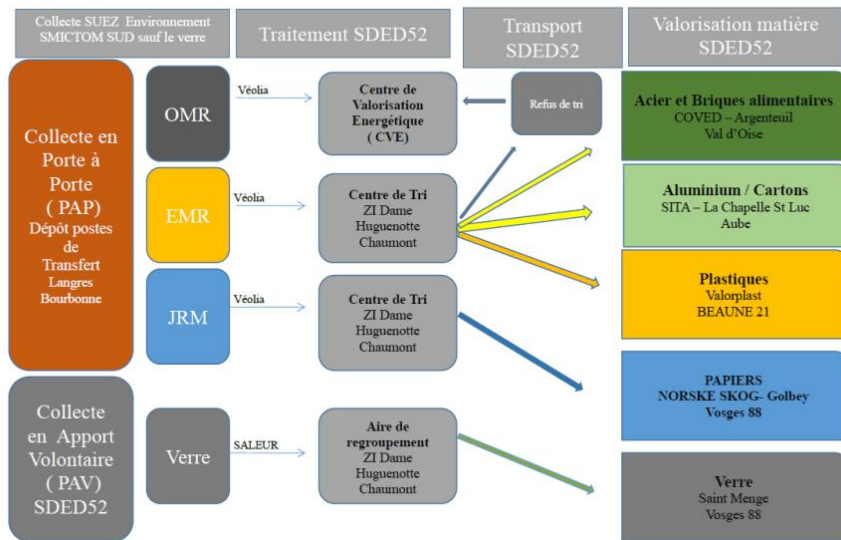 Collecte SUEZ Environnement
SMICTOM SUD sauf le verre
Traitement SDED52
Transport
SDED52
Valorisation matière
SDED52
Collecte en
Porte à
Porte
( PAP)
Dépôt postes
de
Transfert
Langres
Bourbonne
OMR
Véolia
Centre de
Valorisation
Energétique
( CVE)
Refus de tri
Acier et Briques alimentaires
COVED – Argenteuil
Val d'Oise
EMR
Véolia
Centre de Tri
ZI Dame
Huguenotte
Chaumont
Aluminium / Cartons
SITA – La Chapelle St Luc
Aube
Plastiques
Valorplast
BEAUNE 21
JRM
Véolia
Centre de Tri
ZI Dame
Huguenotte
Chaumont
PAPIERS
NORSKE SKOG- Golbey
Vosges 88
Collecte
en Apport
Volontaire
( PAV)
SDED52
Verre
SALEUR
Aire de
regroupement
ZI Dame
Huguenotte
Chaumont
Verre
Saint Menge
Vosges 88